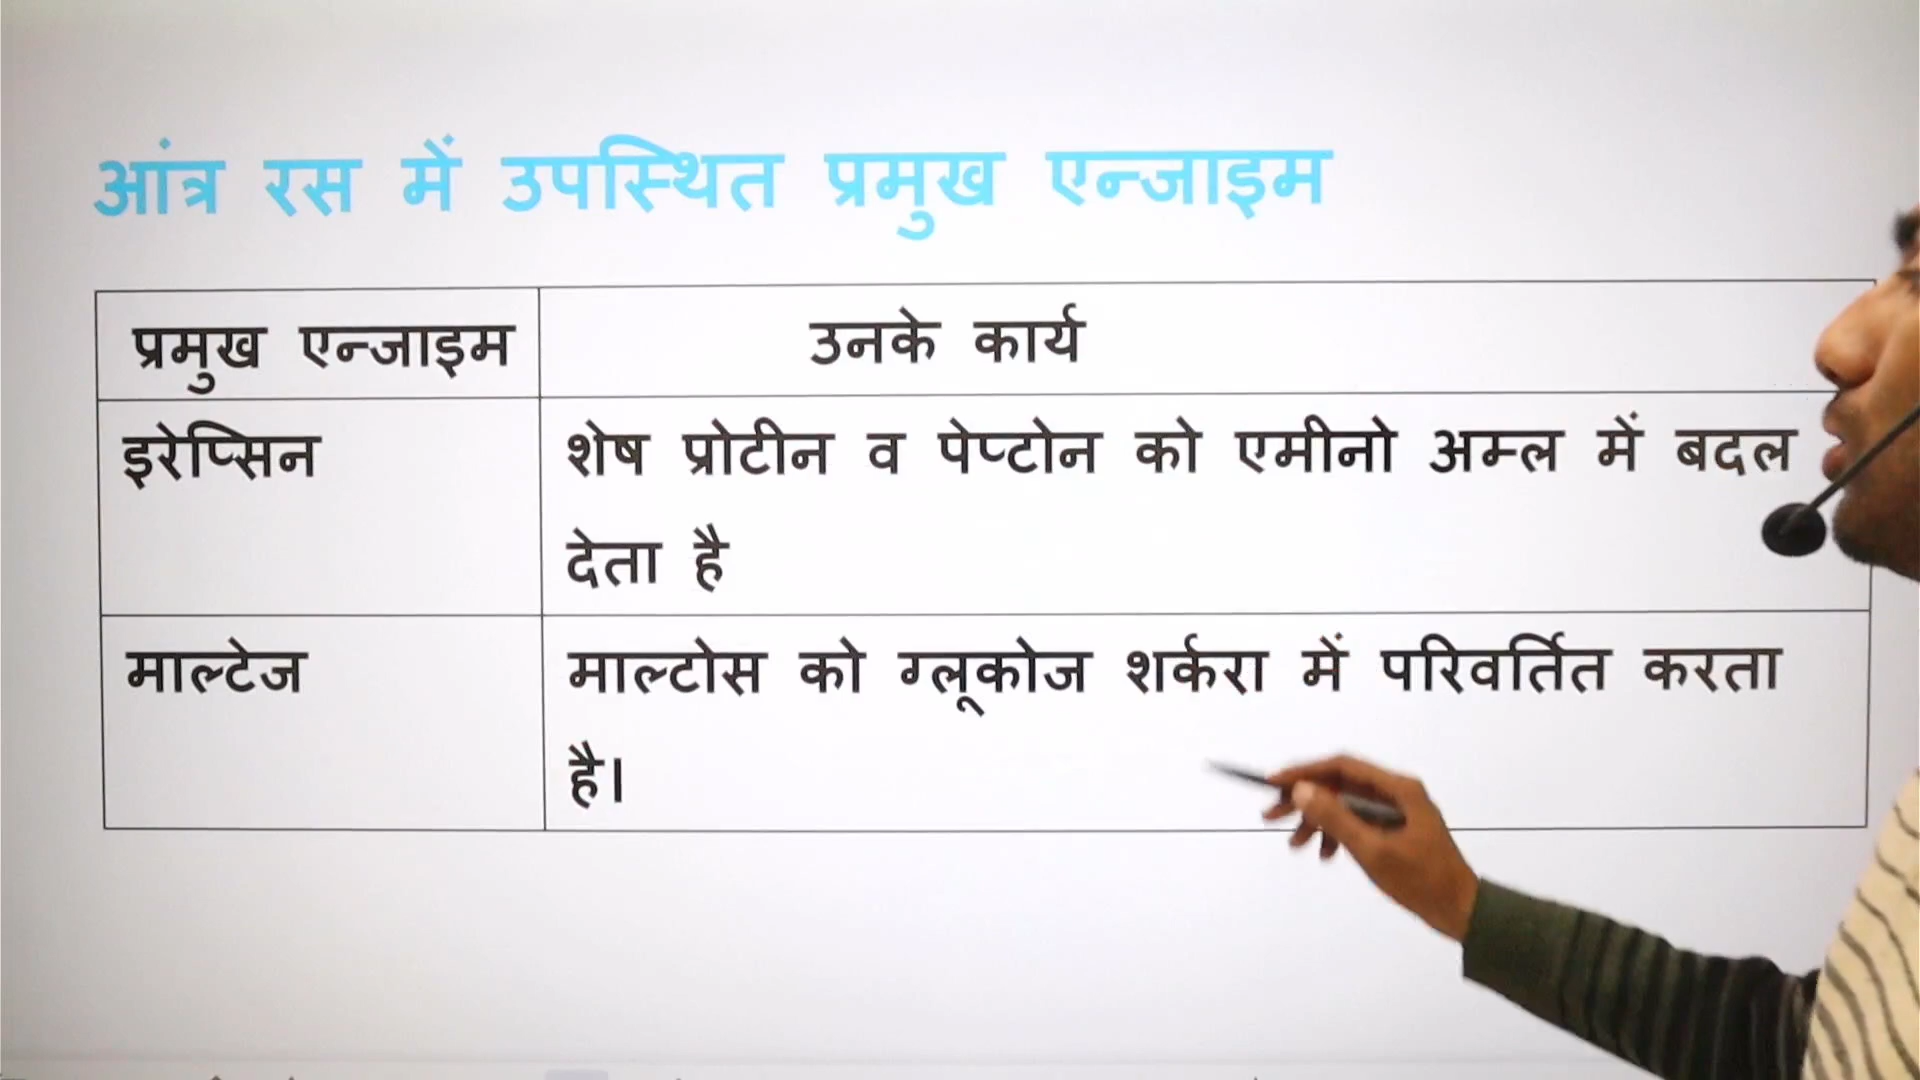 आंत्र रस में उपस्थित प्रमुख एन्जाइम
प्रमुख एन्जाइम उनके कार्य
इरेप्सिन शेष प्रोटीन व पेप्टोन को एमीनो अम्ल में बदल
देता है
माल्टेज माल्टोस को ग्लूकोज शर्करा में परिवर्तित करता
है।